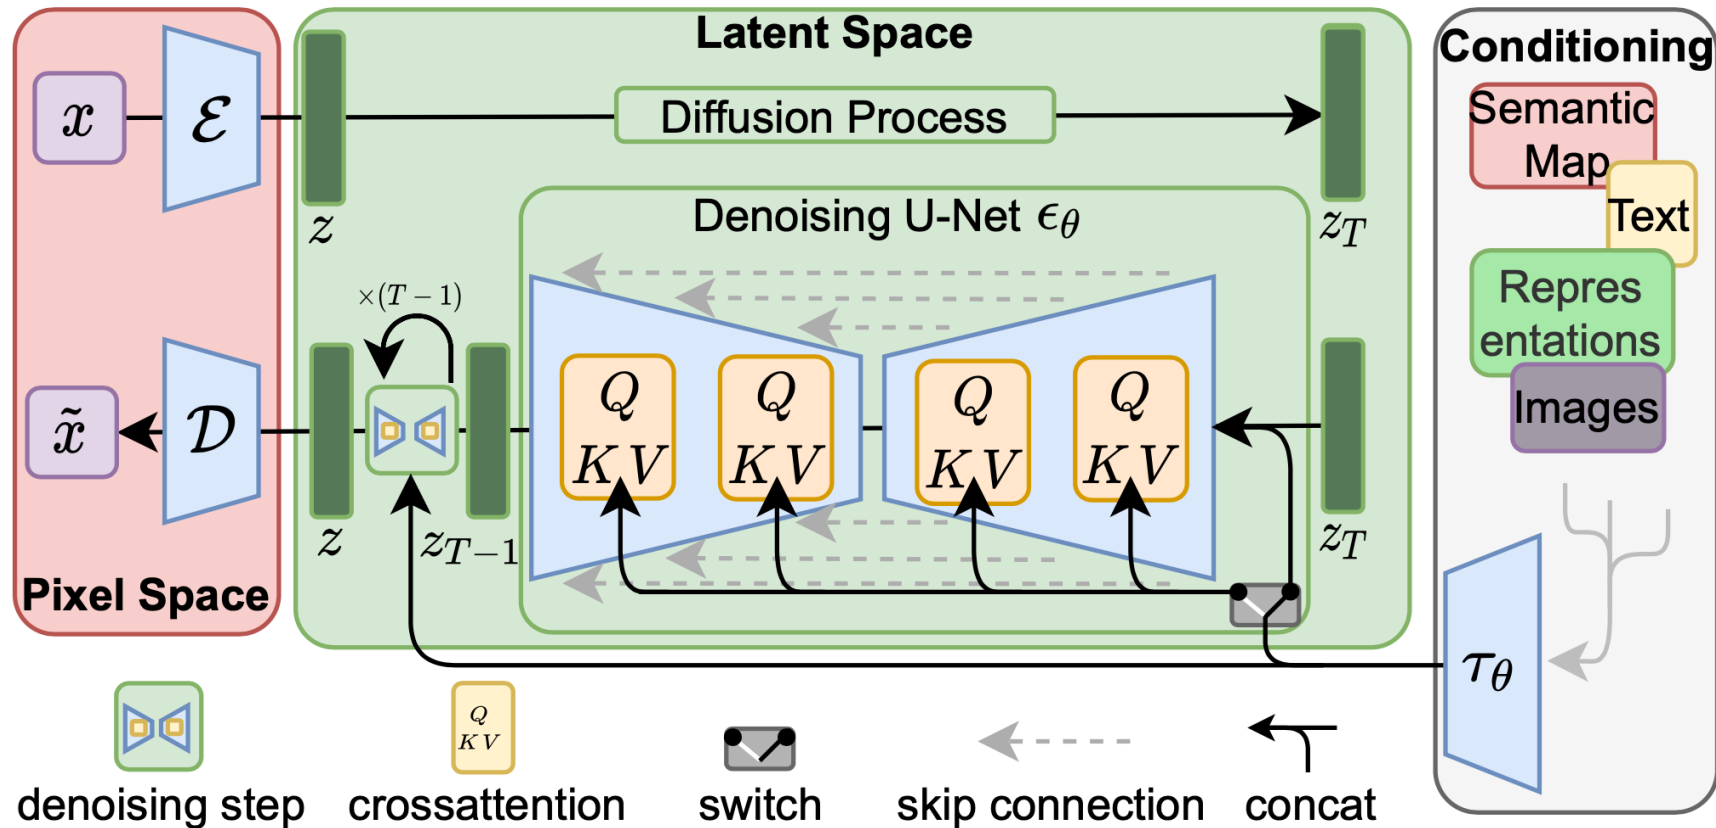 Latent Space
Conditioning
x
ℰ
Diffusion Process
z
z_T
Semantic
Map
Text
Repres
entations
Images
Denoising U-Net ϵ_θ
×(T − 1)
x̃
𝒟
Q
K V
Q
K V
Q
K V
Q
K V
z
z_{T−1}
z_T
Pixel Space
τ_θ
Q
K V
denoising step
crossattention
switch
skip connection
concat